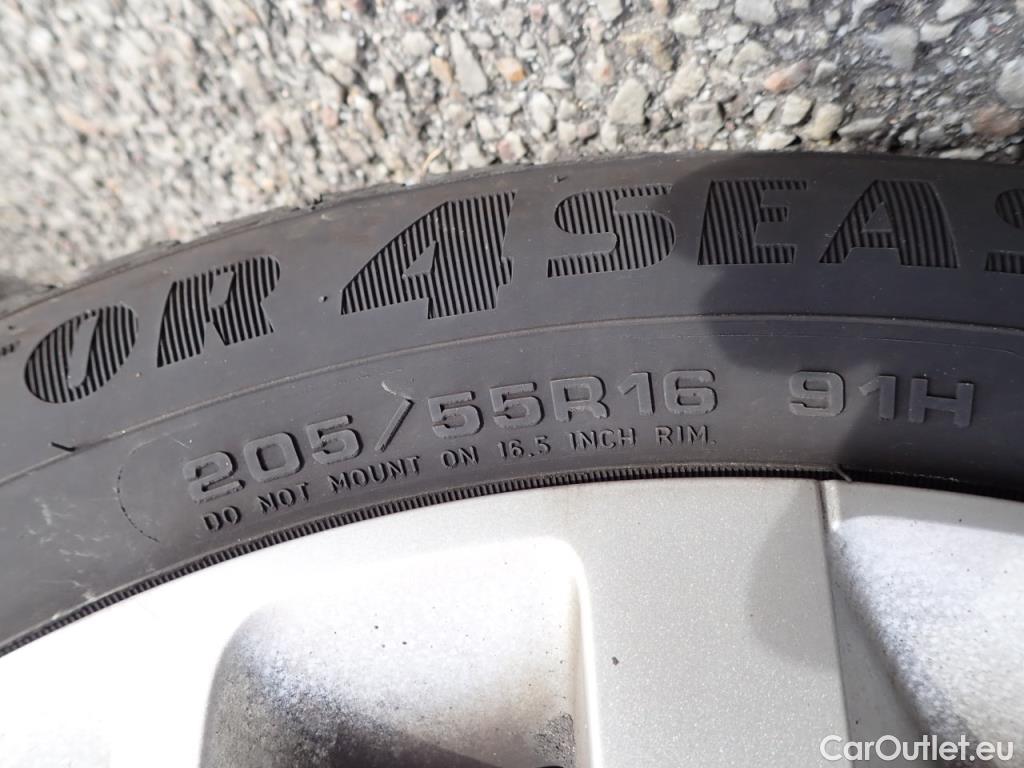 OR 4SEAS
205/55R16 91H
DO NOT MOUNT ON 16.5 INCH RIM.
CarOutlet.eu